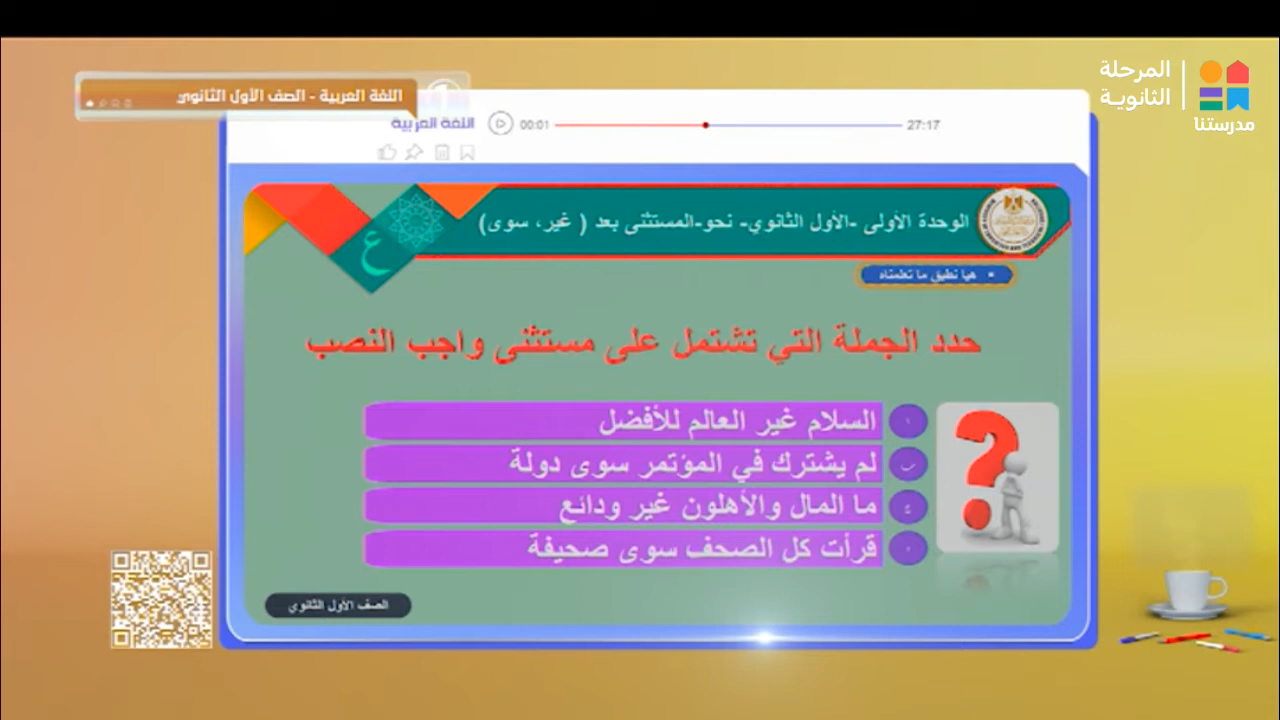 المرحلة
الثانوية
مدرستنا
اللغة العربية - الصف الأول الثانوي
اللغة العربية
00:01
27:17
الوحدة الأولى -الأول الثانوي- نحو-المستثنى بعد ( غير، سوى)
ع
هيا نطبق ما تعلمناه
حدد الجملة التي تشتمل على مستثنى واجب النصب
السلام غير العالم للأفضل
ب لم يشترك في المؤتمر سوى دولة
ما المال والأهلون غير ودائع
قرأت كل الصحف سوى صحيفة
الصف الأول الثانوي